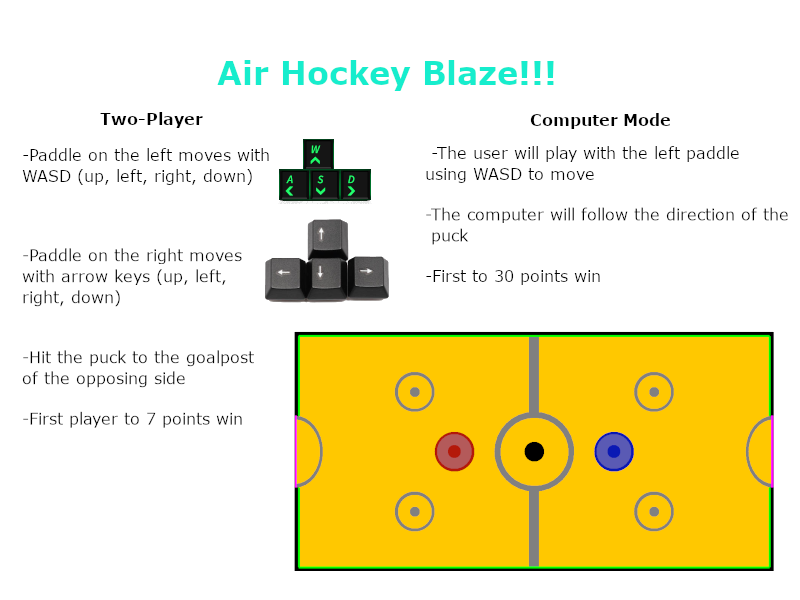 Air Hockey Blaze!!!
Two-Player
-Paddle on the left moves with
WASD (up, left, right, down)
W
A S D
-Paddle on the right moves
with arrow keys (up, left,
right, down)
-Hit the puck to the goalpost
of the opposing side
-First player to 7 points win
Computer Mode
-The user will play with the left paddle
using WASD to move
-The computer will follow the direction of the
puck
-First to 30 points win